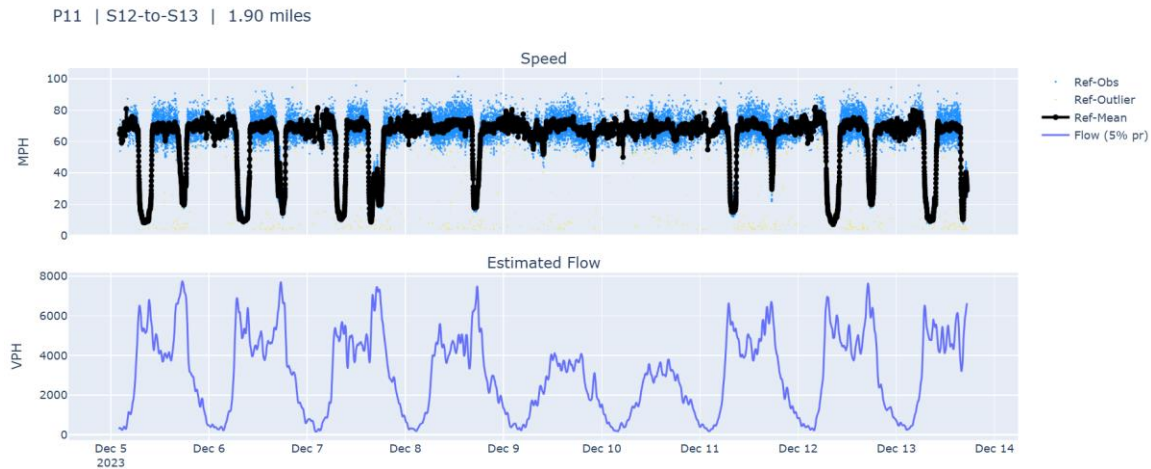 P11 | S12-to-S13 | 1.90 miles
Speed
100
80
60
40
20
0
MPH
Ref-Obs
Ref-Outlier
Ref-Mean
Flow (5% pr)
Estimated Flow
8000
6000
4000
2000
0
VPH
Dec 5 Dec 6 Dec 7 Dec 8 Dec 9 Dec 10 Dec 11 Dec 12 Dec 13 Dec 14
2023